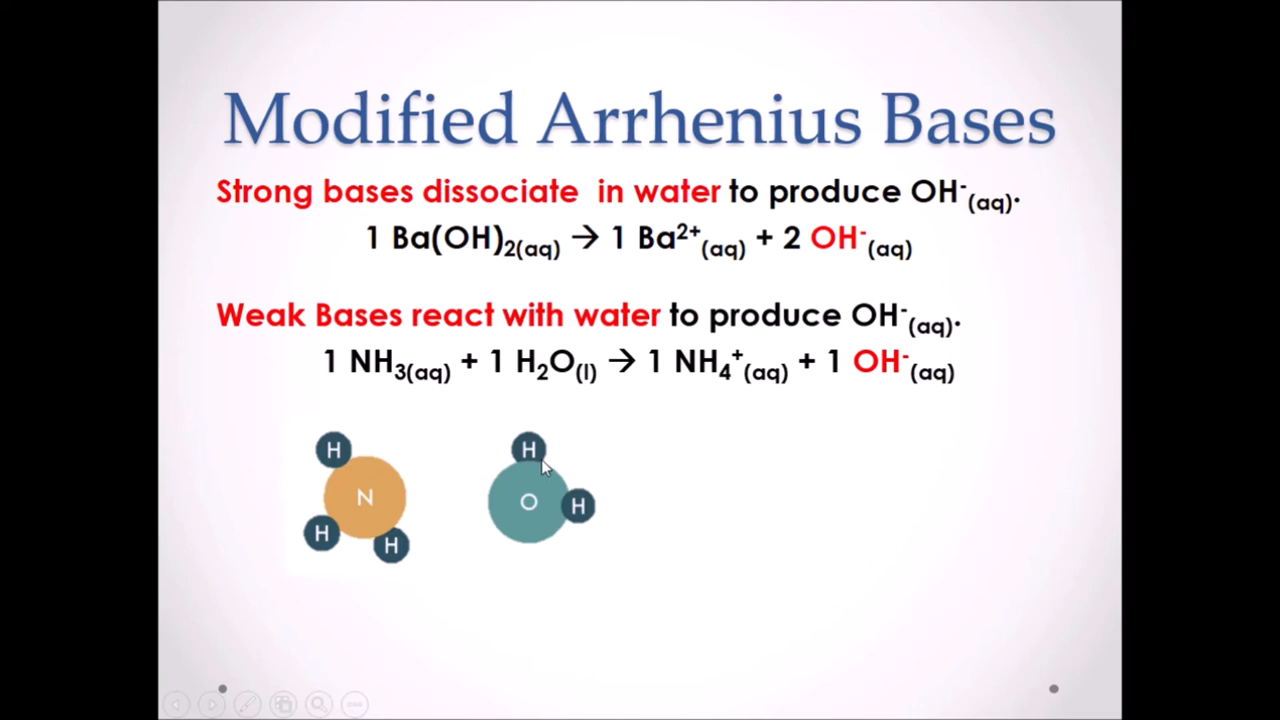 Modified Arrhenius Bases
Strong bases dissociate in water to produce OH⁻₍aq₎.
1 Ba(OH)₂₍aq₎ → 1 Ba²⁺₍aq₎ + 2 OH⁻₍aq₎
Weak Bases react with water to produce OH⁻₍aq₎.
1 NH₃₍aq₎ + 1 H₂O₍l₎ → 1 NH₄⁺₍aq₎ + 1 OH⁻₍aq₎
H H
N O H
H H